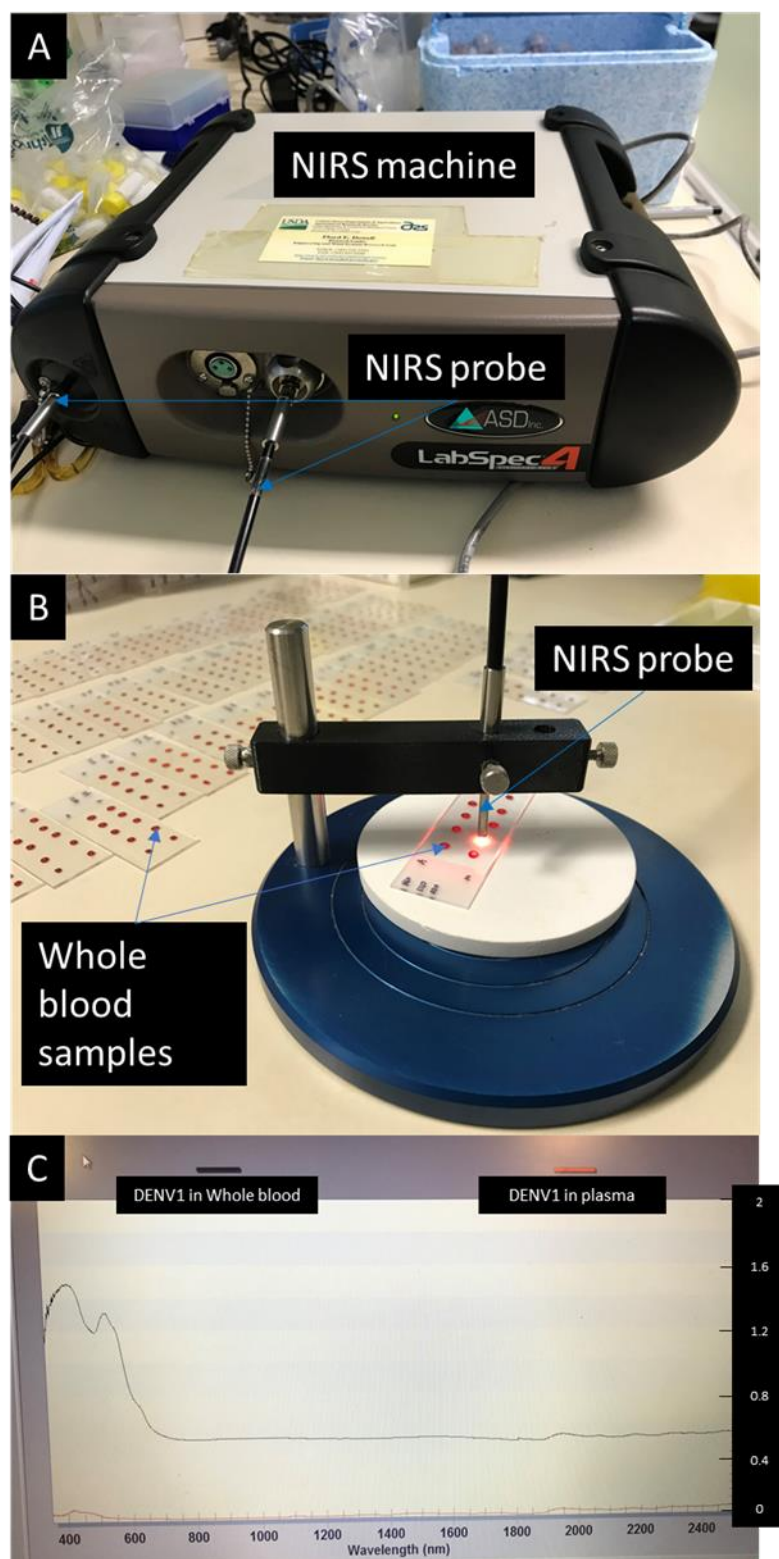 A
NIRS machine
USDA
NIRS probe
ASD Inc.
LabSpec 4
B
NIRS probe
Whole
blood
samples
C
DENV1 in Whole blood
DENV1 in plasma
2
1.6
1.2
0.8
0.4
0
400 600 800 1000 1200 1400 1600 1800 2000 2200 2400
Wavelength (nm)